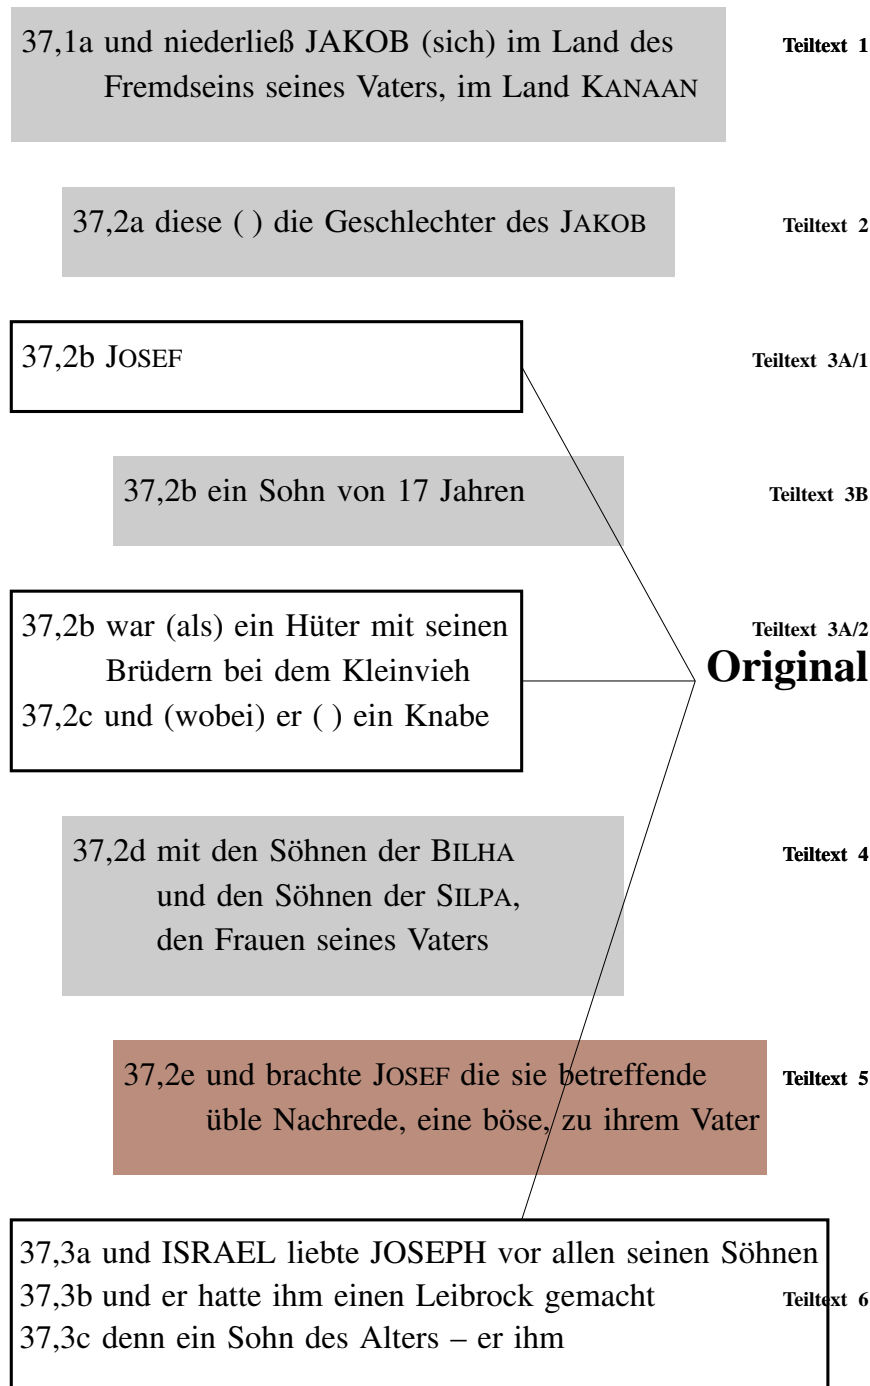 37,1a und niederließ JAKOB (sich) im Land des Teiltext 1
Fremdseins seines Vaters, im Land KANAAN
37,2a diese ( ) die Geschlechter des JAKOB Teiltext 2
37,2b JOSEF Teiltext 3A/1
37,2b ein Sohn von 17 Jahren Teiltext 3B
37,2b war (als) ein Hüter mit seinen Teiltext 3A/2
Brüdern bei dem Kleinvieh Original
37,2c und (wobei) er ( ) ein Knabe
37,2d mit den Söhnen der BILHA Teiltext 4
und den Söhnen der SILPA,
den Frauen seines Vaters
37,2e und brachte JOSEF die sie betreffende Teiltext 5
üble Nachrede, eine böse, zu ihrem Vater
37,3a und ISRAEL liebte JOSEPH vor allen seinen Söhnen
37,3b und er hatte ihm einen Leibrock gemacht Teiltext 6
37,3c denn ein Sohn des Alters – er ihm